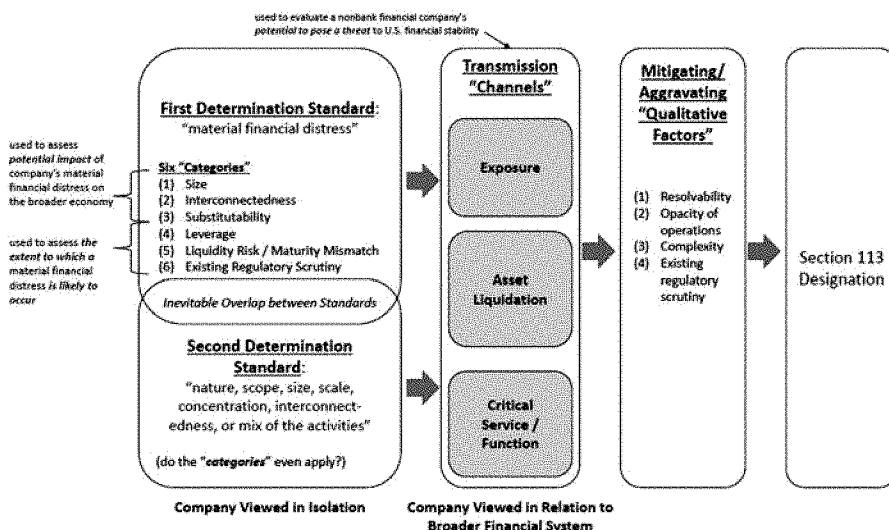 used to evaluate a nonbank financial company's
potential to pose a threat to U.S. financial stability
First Determination Standard:
"material financial distress"
used to assess
potential impact of
company's material
financial distress on
the broader economy
used to assess the
extent to which a
material financial
distress is likely to
occur
Six "Categories"
(1) Size
(2) Interconnectedness
(3) Substitutability
(4) Leverage
(5) Liquidity Risk / Maturity Mismatch
(6) Existing Regulatory Scrutiny
Inevitable Overlap between Standards
Second Determination
Standard:
"nature, scope, size, scale,
concentration, interconnect-
edness, or mix of the activities"
(do the "categories" even apply?)
Company Viewed in Isolation
Transmission
"Channels"
Exposure
Asset
Liquidation
Critical
Service /
Function
Company Viewed in Relation to
Broader Financial System
Mitigating/
Aggravating
"Qualitative
Factors"
(1) Resolvability
(2) Opacity of
operations
(3) Complexity
(4) Existing
regulatory
scrutiny
Section 113
Designation